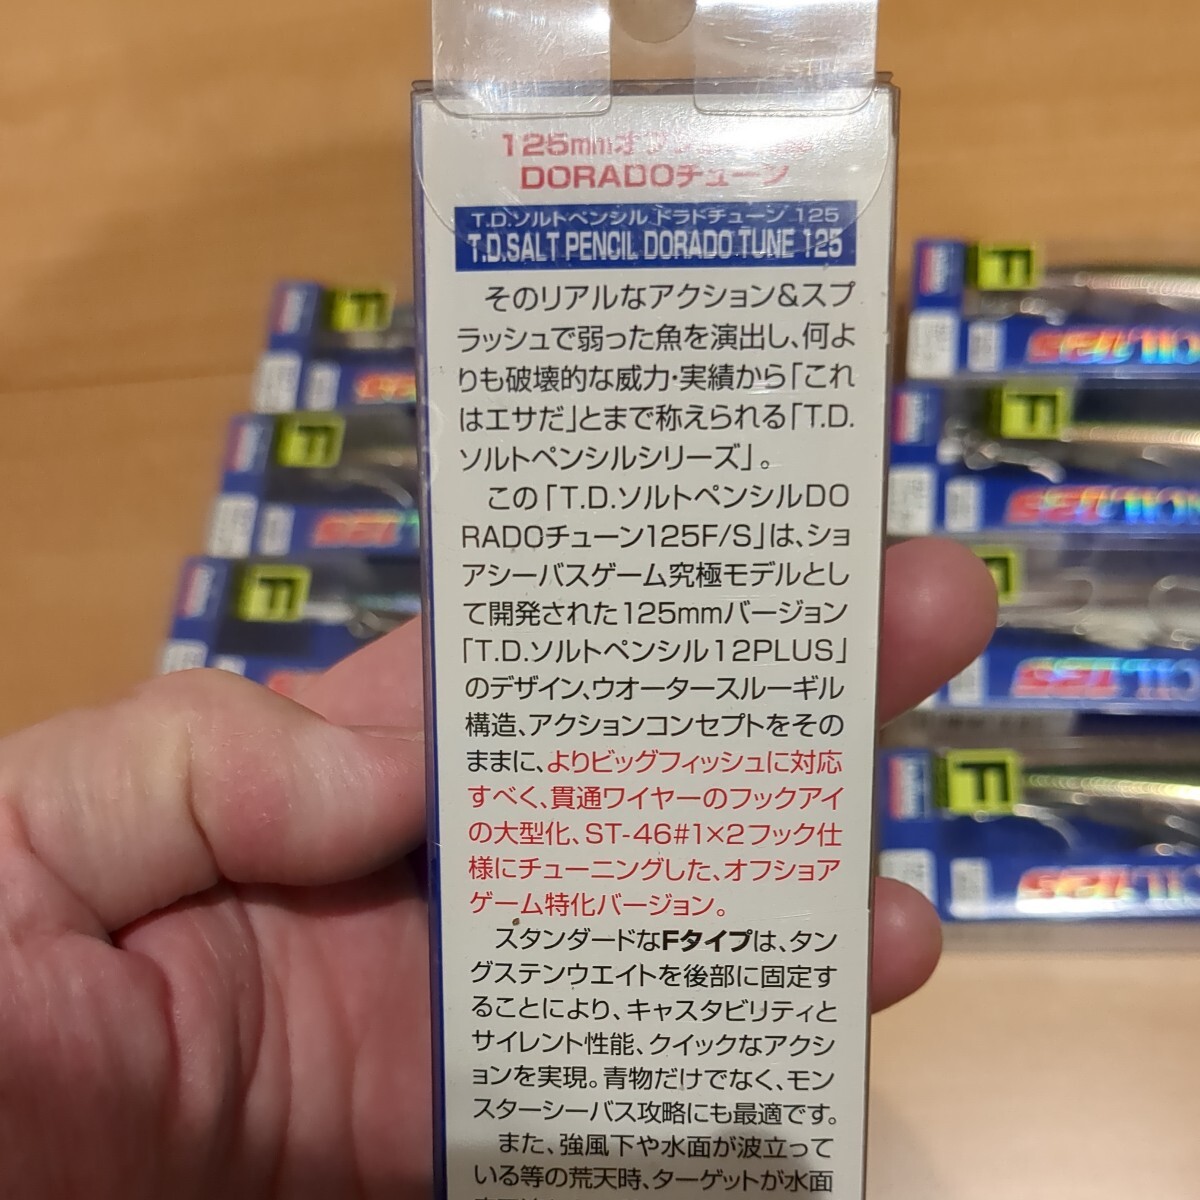 125mm
DORADOチューン
T.D.ソルトペンシル ドラドチューン 125
T.D.SALT PENCIL DORADO TUNE 125
そのリアルなアクション&スプ
ラッシュで弱った魚を演出し、何よ
りも破壊的な威力・実績から「これ
はエサだ」とまで称えられる「T.D.
ソルトペンシルシリーズ」。
この「T.D.ソルトペンシルDO
RADOチューン125F/S」は、ショ
アシーバスゲーム究極モデルとし
て開発された125mmバージョン
「T.D.ソルトペンシル12PLUS」
のデザイン、ウオータースルーギル
構造、アクションコンセプトをその
ままに、よりビッグフィッシュに対応
すべく、貫通ワイヤーのフックアイ
の大型化、ST-46#1×2フック仕
様にチューニングした、オフショア
ゲーム特化バージョン。
スタンダードなFタイプは、タン
グステンウエイトを後部に固定す
ることにより、キャスタビリティと
サイレント性能、クイックなアクシ
ョンを実現。青物だけでなく、モン
スターシーバス攻略にも最適です。
また、強風下や水面が波立って
いる等の荒天時、ターゲットが水面
F
F
F
F
F
F
F